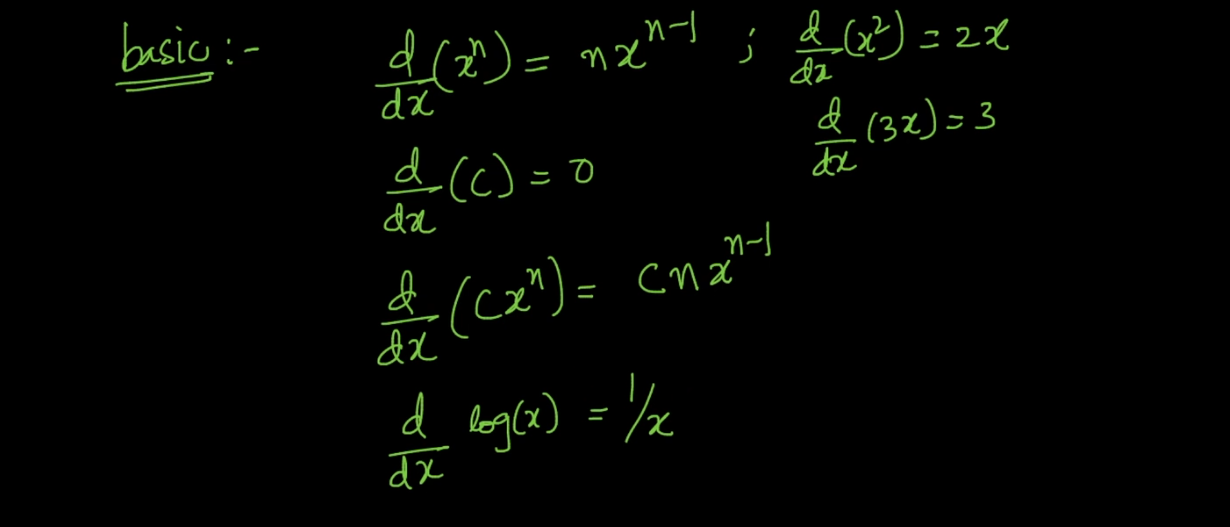 basic :- d/dx (x^n) = nx^(n-1) ; d/dx (x^2) = 2x
d/dx (3x) = 3
d/dx (c) = 0
d/dx (cx^n) = cnx^(n-1)
d/dx log(x) = 1/x